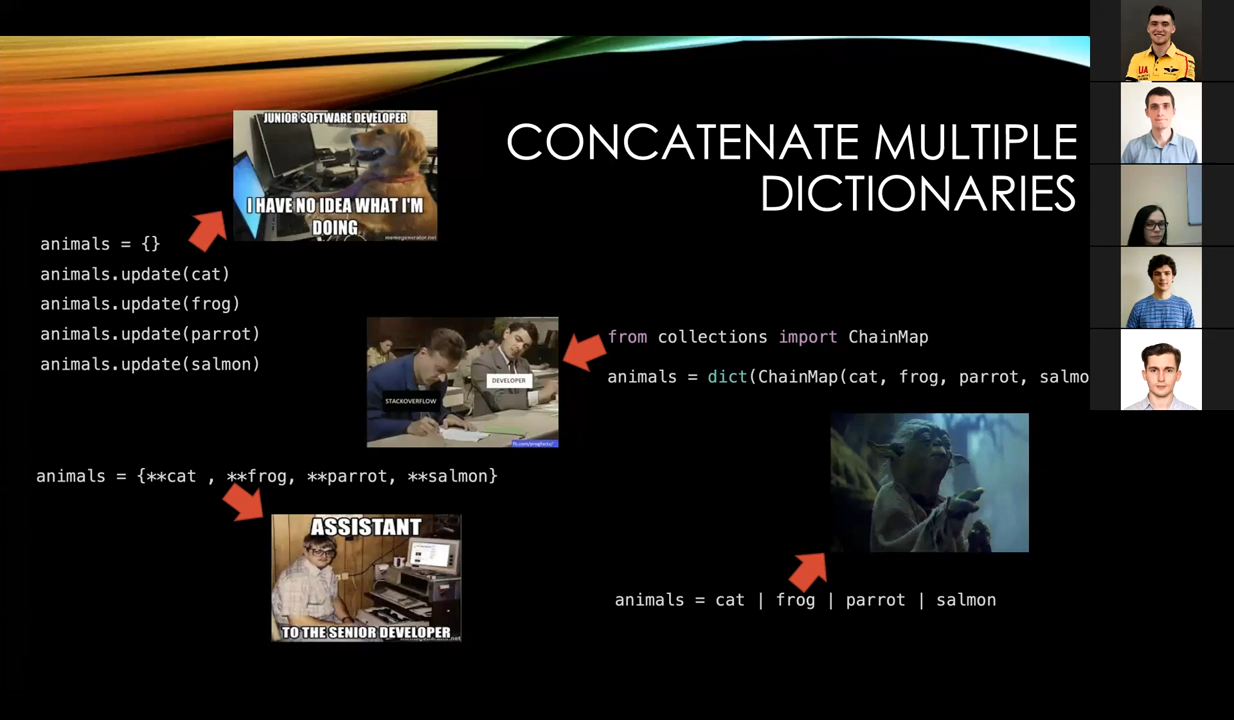 CONCATENATE MULTIPLE
DICTIONARIES
JUNIOR SOFTWARE DEVELOPER
I HAVE NO IDEA WHAT I'M
DOING
memegenerator.net
animals = {}
animals.update(cat)
animals.update(frog)
animals.update(parrot)
animals.update(salmon)
DEVELOPER
STACKOVERFLOW
from collections import ChainMap
animals = dict(ChainMap(cat, frog, parrot, salmo
animals = {**cat , **frog, **parrot, **salmon}
ASSISTANT
TO THE SENIOR DEVELOPER
animals = cat | frog | parrot | salmon
UA